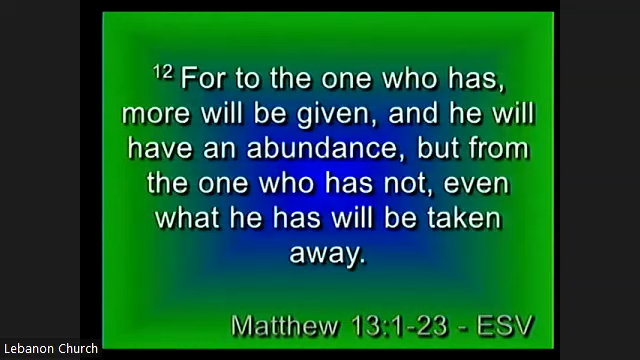 12 For to the one who has,
more will be given, and he will
have an abundance, but from
the one who has not, even
what he has will be taken
away.
Matthew 13:1-23 - ESV
Lebanon Church